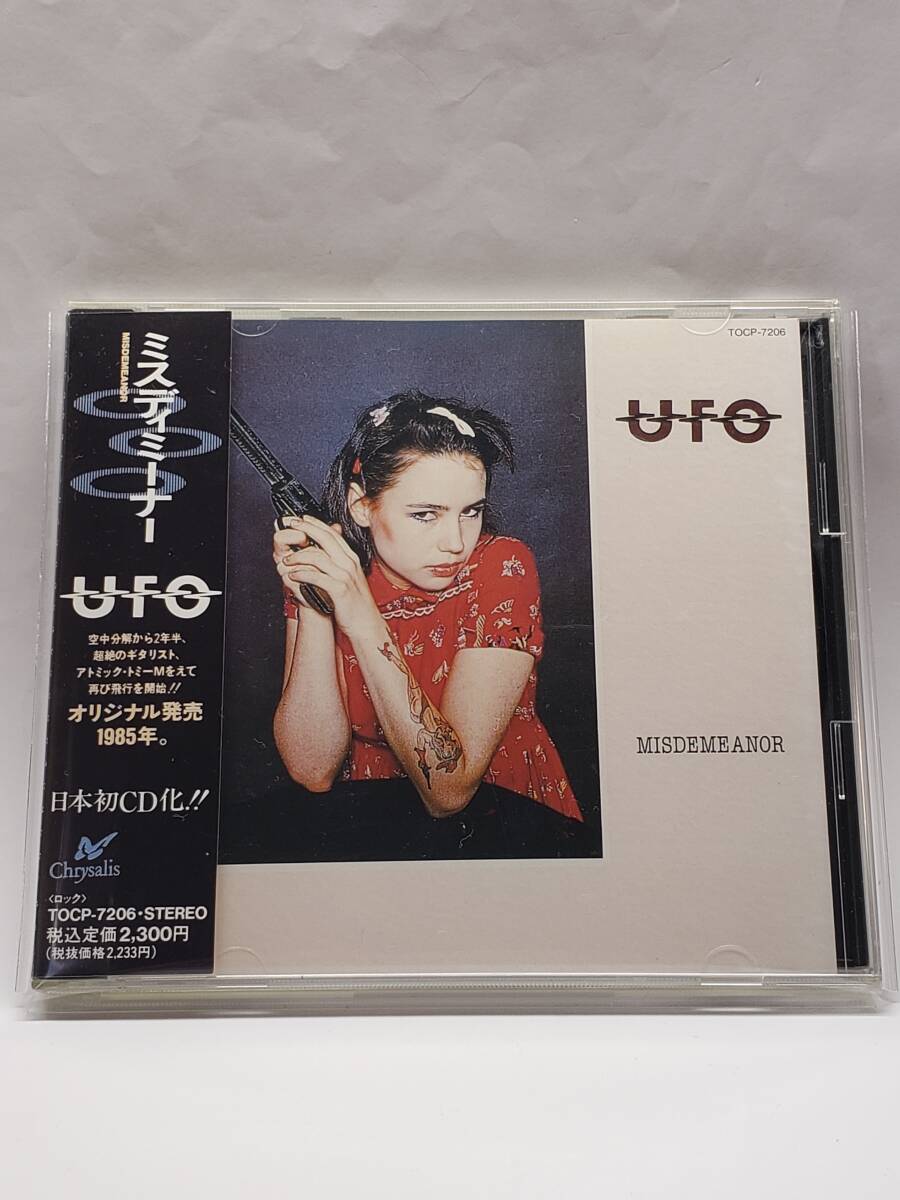 ミスディミーナー
MISDEMEANOR
UFO
空中分解から2年半、
超絶のギタリスト、
アトミック・トミーMをえて
再び飛行を開始!!
オリジナル発売
1985年。
日本初CD化!!
Chrysalis
〈ロック〉
TOCP-7206・STEREO
税込定価2,300円
(税抜価格2,233円)
TOCP-7206
UFO
MISDEMEANOR